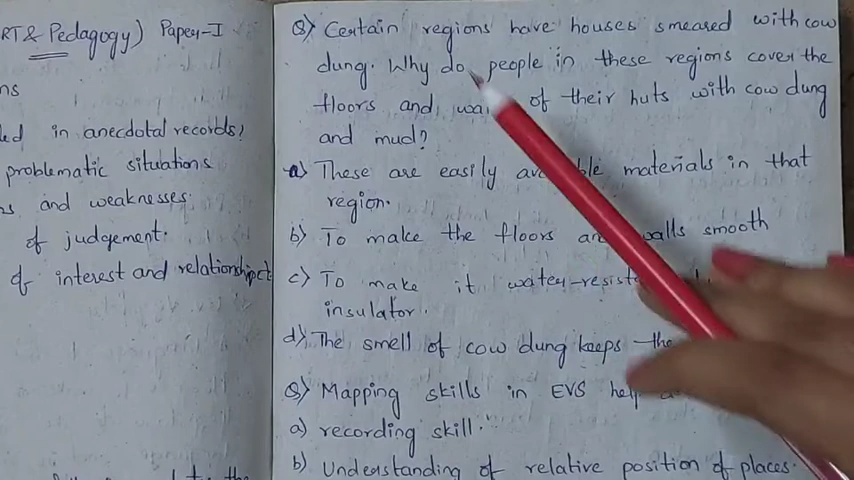 RT & Pedagogy) Paper-I
ns
led in anecdotal records?
problematic situations
s and weaknesses.
of judgement.
of interest and relationship
Q) Certain regions have houses smeared with cow
dung. Why do people in these regions cover the
floors and of their huts with cow dung
and mud?
a) These are easily materials in that
region.
b) To make the floors walls smooth
c) To make it water-resist
insulator.
d) The smell of cow dung keeps the
Q) Mapping skills in EVS help
a) recording skill.
b) Understanding of relative position of places.